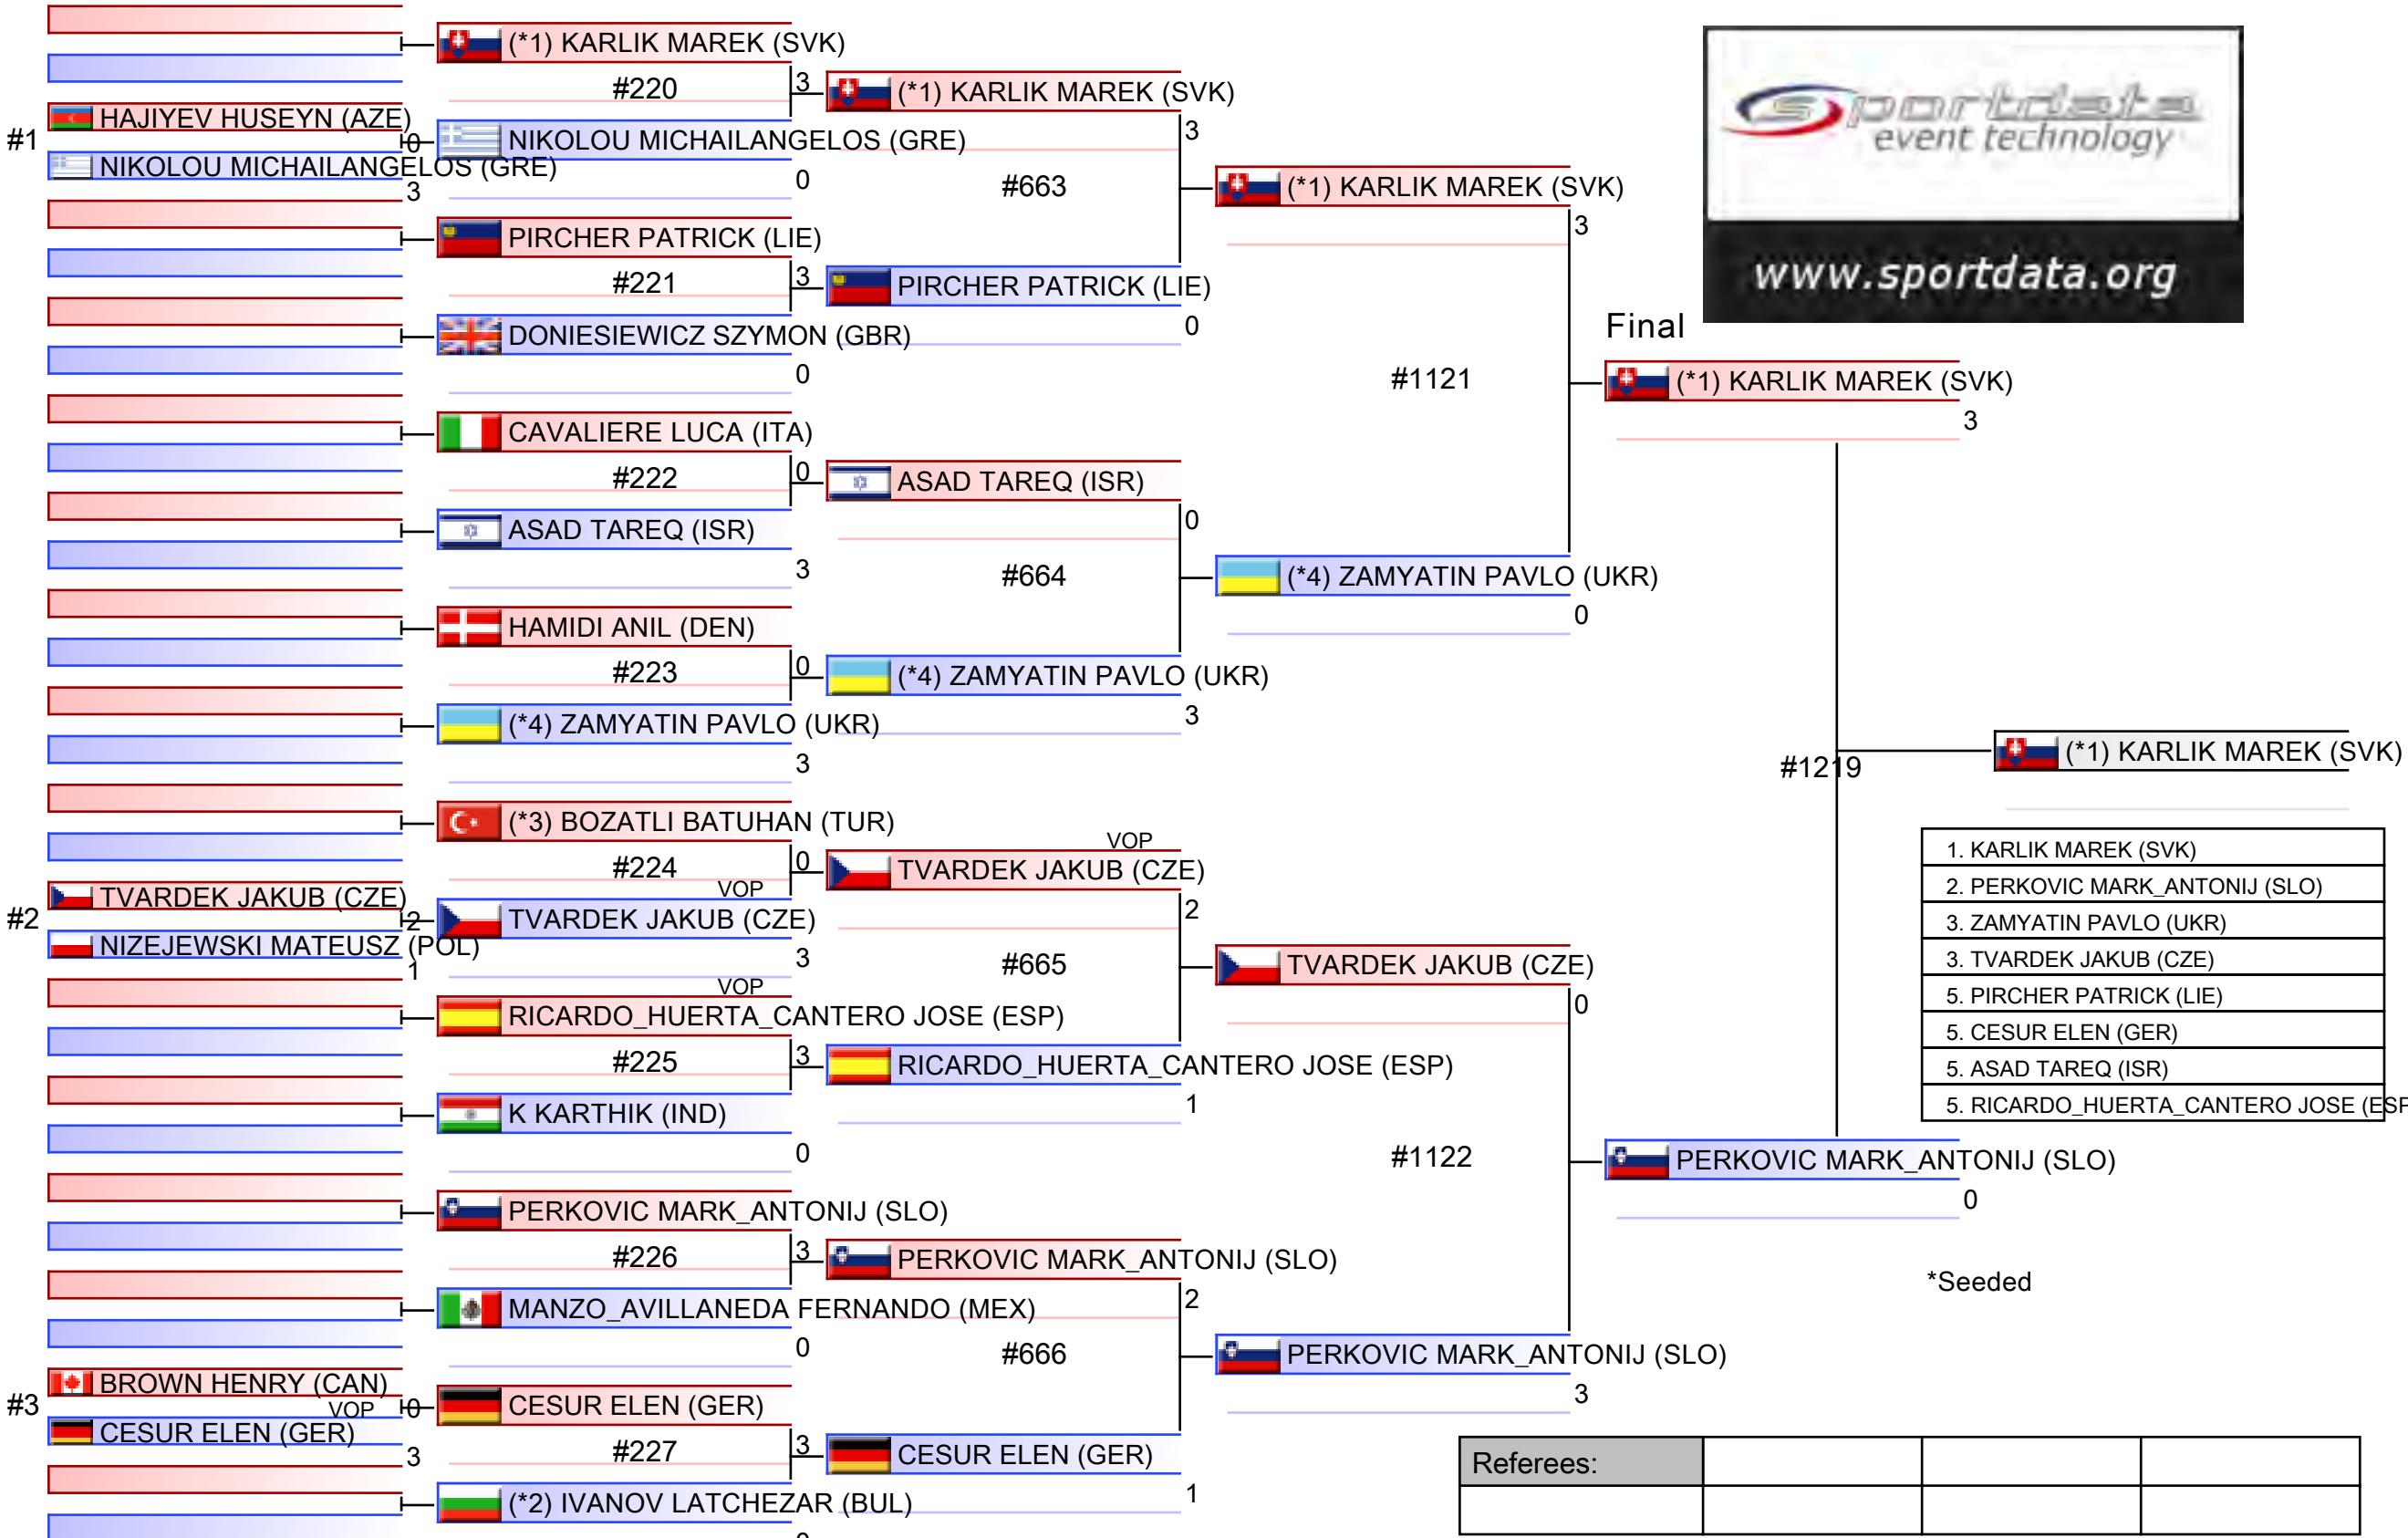 #1
HAJIYEV HUSEYN (AZE)
0
NIKOLOU MICHAILANGELOS (GRE)
3
#2
TVARDEK JAKUB (CZE)
2
NIZEJEWSKI MATEUSZ (POL)
1
#3
BROWN HENRY (CAN)
VOP
0
CESUR ELEN (GER)
3
(*1) KARLIK MAREK (SVK)
#220
3
NIKOLOU MICHAILANGELOS (GRE)
0
PIRCHER PATRICK (LIE)
#221
3
DONIESIEWICZ SZYMON (GBR)
0
CAVALIERE LUCA (ITA)
#222
0
ASAD TAREQ (ISR)
3
HAMIDI ANIL (DEN)
#223
0
(*4) ZAMYATIN PAVLO (UKR)
3
(*3) BOZATLI BATUHAN (TUR)
#224
0
VOP
TVARDEK JAKUB (CZE)
3
VOP
RICARDO_HUERTA_CANTERO JOSE (ESP)
#225
3
K KARTHIK (IND)
0
PERKOVIC MARK_ANTONIJ (SLO)
#226
3
MANZO_AVILLANEDA FERNANDO (MEX)
0
CESUR ELEN (GER)
#227
3
(*2) IVANOV LATCHEZAR (BUL)
(*1) KARLIK MAREK (SVK)
3
#663
PIRCHER PATRICK (LIE)
0
ASAD TAREQ (ISR)
0
#664
(*4) ZAMYATIN PAVLO (UKR)
3
VOP
TVARDEK JAKUB (CZE)
2
#665
RICARDO_HUERTA_CANTERO JOSE (ESP)
1
PERKOVIC MARK_ANTONIJ (SLO)
2
#666
CESUR ELEN (GER)
1
(*1) KARLIK MAREK (SVK)
3
#1121
(*4) ZAMYATIN PAVLO (UKR)
0
TVARDEK JAKUB (CZE)
0
#1122
PERKOVIC MARK_ANTONIJ (SLO)
3
Final
(*1) KARLIK MAREK (SVK)
3
#1219
PERKOVIC MARK_ANTONIJ (SLO)
0
(*1) KARLIK MAREK (SVK)
sportdata
event technology
www.sportdata.org
1. KARLIK MAREK (SVK)
2. PERKOVIC MARK_ANTONIJ (SLO)
3. ZAMYATIN PAVLO (UKR)
3. TVARDEK JAKUB (CZE)
5. PIRCHER PATRICK (LIE)
5. CESUR ELEN (GER)
5. ASAD TAREQ (ISR)
5. RICARDO_HUERTA_CANTERO JOSE (ESP
*Seeded
Referees: